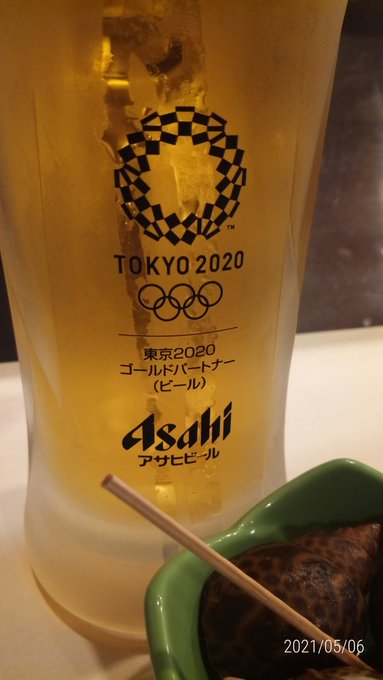 TM
TOKYO 2020
東京2020
ゴールドパートナー
(ビール)
Asahi
アサヒビール
2021/05/06